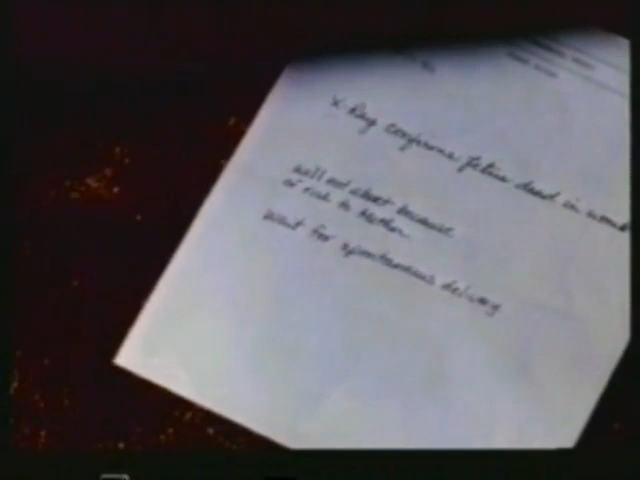 X-Ray confirms fetus dead in womb
will not abort because
of risk to mother.
Wait for spontaneous delivery